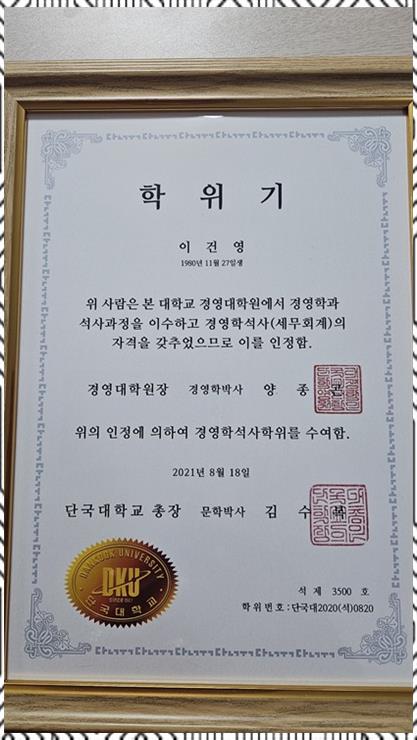 학 위 기
이 건 영
1980년 11월 27일생
위 사람은 본 대학교 경영대학원에서 경영학과
석사과정을 이수하고 경영학석사(세무회계)의
자격을 갖추었으므로 이를 인정함.
경영대학원장 경영학박사 양 종
위의 인정에 의하여 경영학석사학위를 수여함.
2021년 8월 18일
단국대학교 총장 문학박사 김 수
DANKOOK UNIVERSITY
DKU
단국대학교
석 제 3500 호
학위번호 : 단국대2020(석)0820